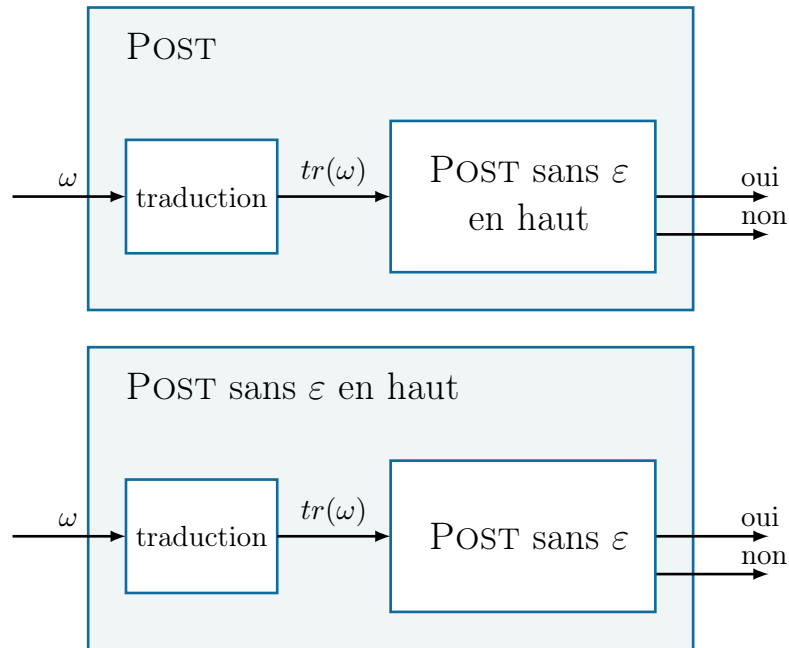 POST
ω
traduction
tr(ω)
POST sans ε
en haut
oui
non
POST sans ε en haut
ω
traduction
tr(ω)
POST sans ε
oui
non